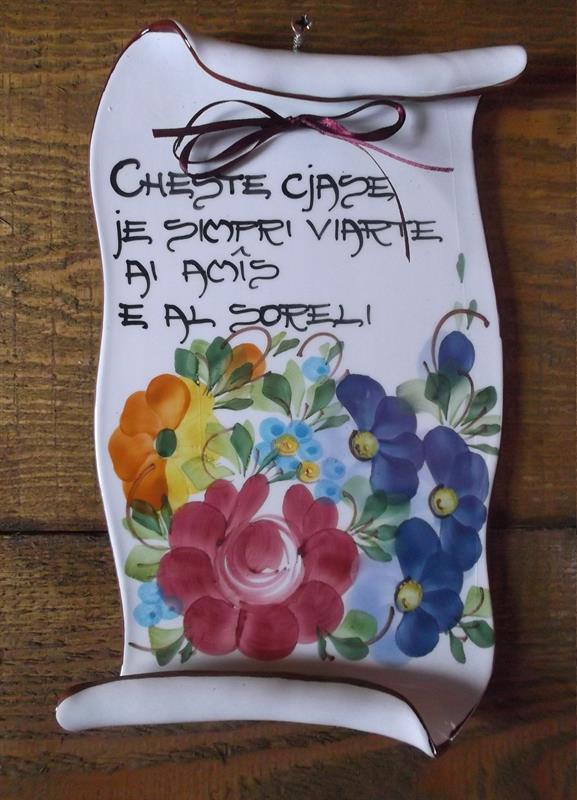 CHESTE CJASE
JE SIMPRI VIARTE
AI AMÎS
E AL SORELI